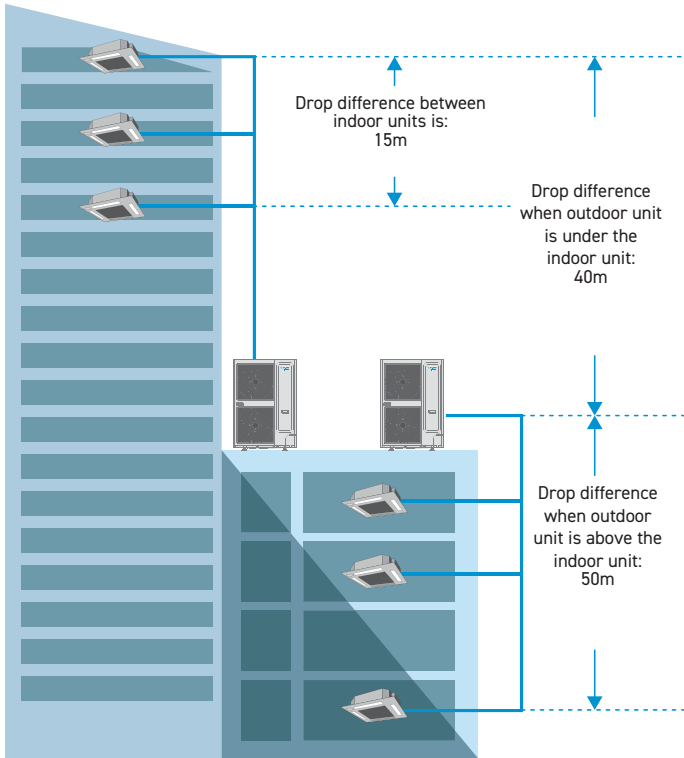 Drop difference between
indoor units is:
15m
Drop difference
when outdoor unit
is under the
indoor unit:
40m
Drop difference
when outdoor
unit is above the
indoor unit:
50m